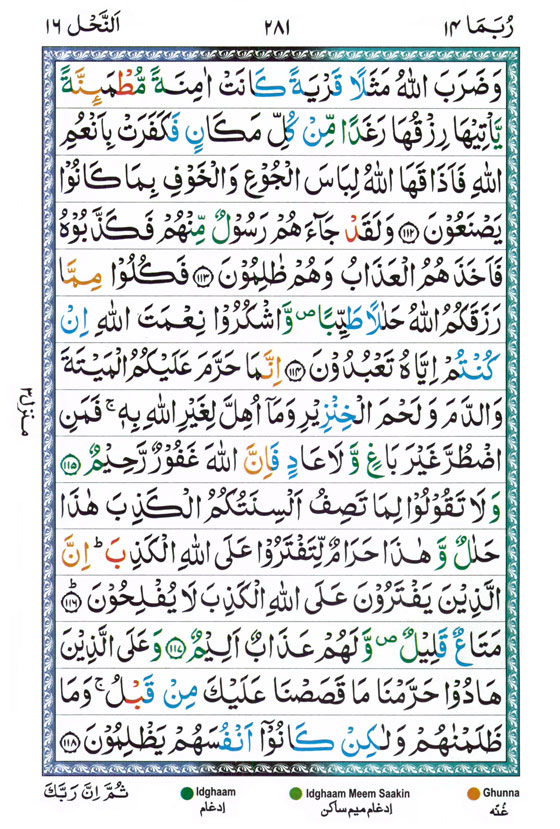 رُبَمَا ١٤
٢٨١
اَلنَّحْل ١٦
وَضَرَبَ اللّٰهُ مَثَلًا قَرْيَةً كَانَتْ اٰمِنَةً مُّطْمَئِنَّةً
يَّاْتِيْهَا رِزْقُهَا رَغَدًا مِّنْ كُلِّ مَكَانٍ فَكَفَرَتْ بِاَنْعُمِ
اللّٰهِ فَاَذَاقَهَا اللّٰهُ لِبَاسَ الْجُوْعِ وَالْخَوْفِ بِمَا كَانُوْا
يَصْنَعُوْنَ ﴿١١٢﴾ وَلَقَدْ جَآءَهُمْ رَسُوْلٌ مِّنْهُمْ فَكَذَّبُوْهُ
فَاَخَذَهُمُ الْعَذَابُ وَهُمْ ظٰلِمُوْنَ ﴿١١٣﴾ فَكُلُوْا مِمَّا
رَزَقَكُمُ اللّٰهُ حَلٰلًا طَيِّبًا ۖ وَّاشْكُرُوْا نِعْمَتَ اللّٰهِ اِنْ
كُنْتُمْ اِيَّاهُ تَعْبُدُوْنَ ﴿١١٤﴾ اِنَّمَا حَرَّمَ عَلَيْكُمُ الْمَيْتَةَ
وَالدَّمَ وَلَحْمَ الْخِنْزِيْرِ وَمَآ اُهِلَّ لِغَيْرِ اللّٰهِ بِهٖ ۚ فَمَنِ
اضْطُرَّ غَيْرَ بَاغٍ وَّلَا عَادٍ فَاِنَّ اللّٰهَ غَفُوْرٌ رَّحِيْمٌ ﴿١١٥﴾
وَلَا تَقُوْلُوْا لِمَا تَصِفُ اَلْسِنَتُكُمُ الْكَذِبَ هٰذَا
حَلٰلٌ وَّهٰذَا حَرَامٌ لِّتَفْتَرُوْا عَلَى اللّٰهِ الْكَذِبَ ؕ اِنَّ
الَّذِيْنَ يَفْتَرُوْنَ عَلَى اللّٰهِ الْكَذِبَ لَا يُفْلِحُوْنَ ؕ﴿١١٦﴾
مَتَاعٌ قَلِيْلٌ ۖ وَّلَهُمْ عَذَابٌ اَلِيْمٌ ﴿١١٧﴾ وَعَلَى الَّذِيْنَ
هَادُوْا حَرَّمْنَا مَا قَصَصْنَا عَلَيْكَ مِنْ قَبْلُ ۚ وَمَا
ظَلَمْنٰهُمْ وَلٰكِنْ كَانُوْٓا اَنْفُسَهُمْ يَظْلِمُوْنَ ﴿١١٨﴾
منزل ٣
ثُمَّ اِنَّ رَبَّكَ
Idghaam
ادغام
Idghaam Meem Saakin
ادغام میم ساکن
Ghunna
غنّه